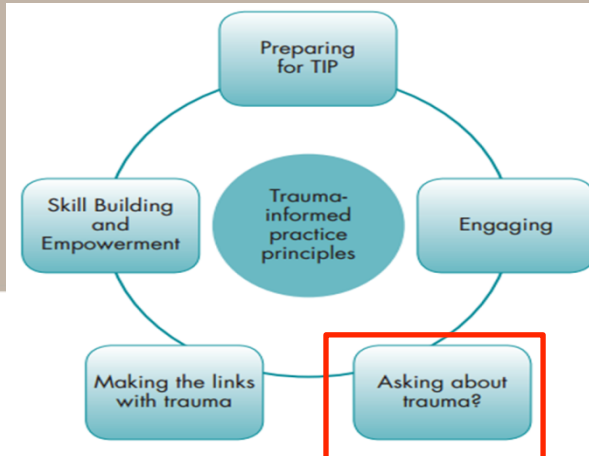 Preparing
for TIP
Skill Building
and
Empowerment
Trauma-
informed
practice
principles
Engaging
Making the links
with trauma
Asking about
trauma?